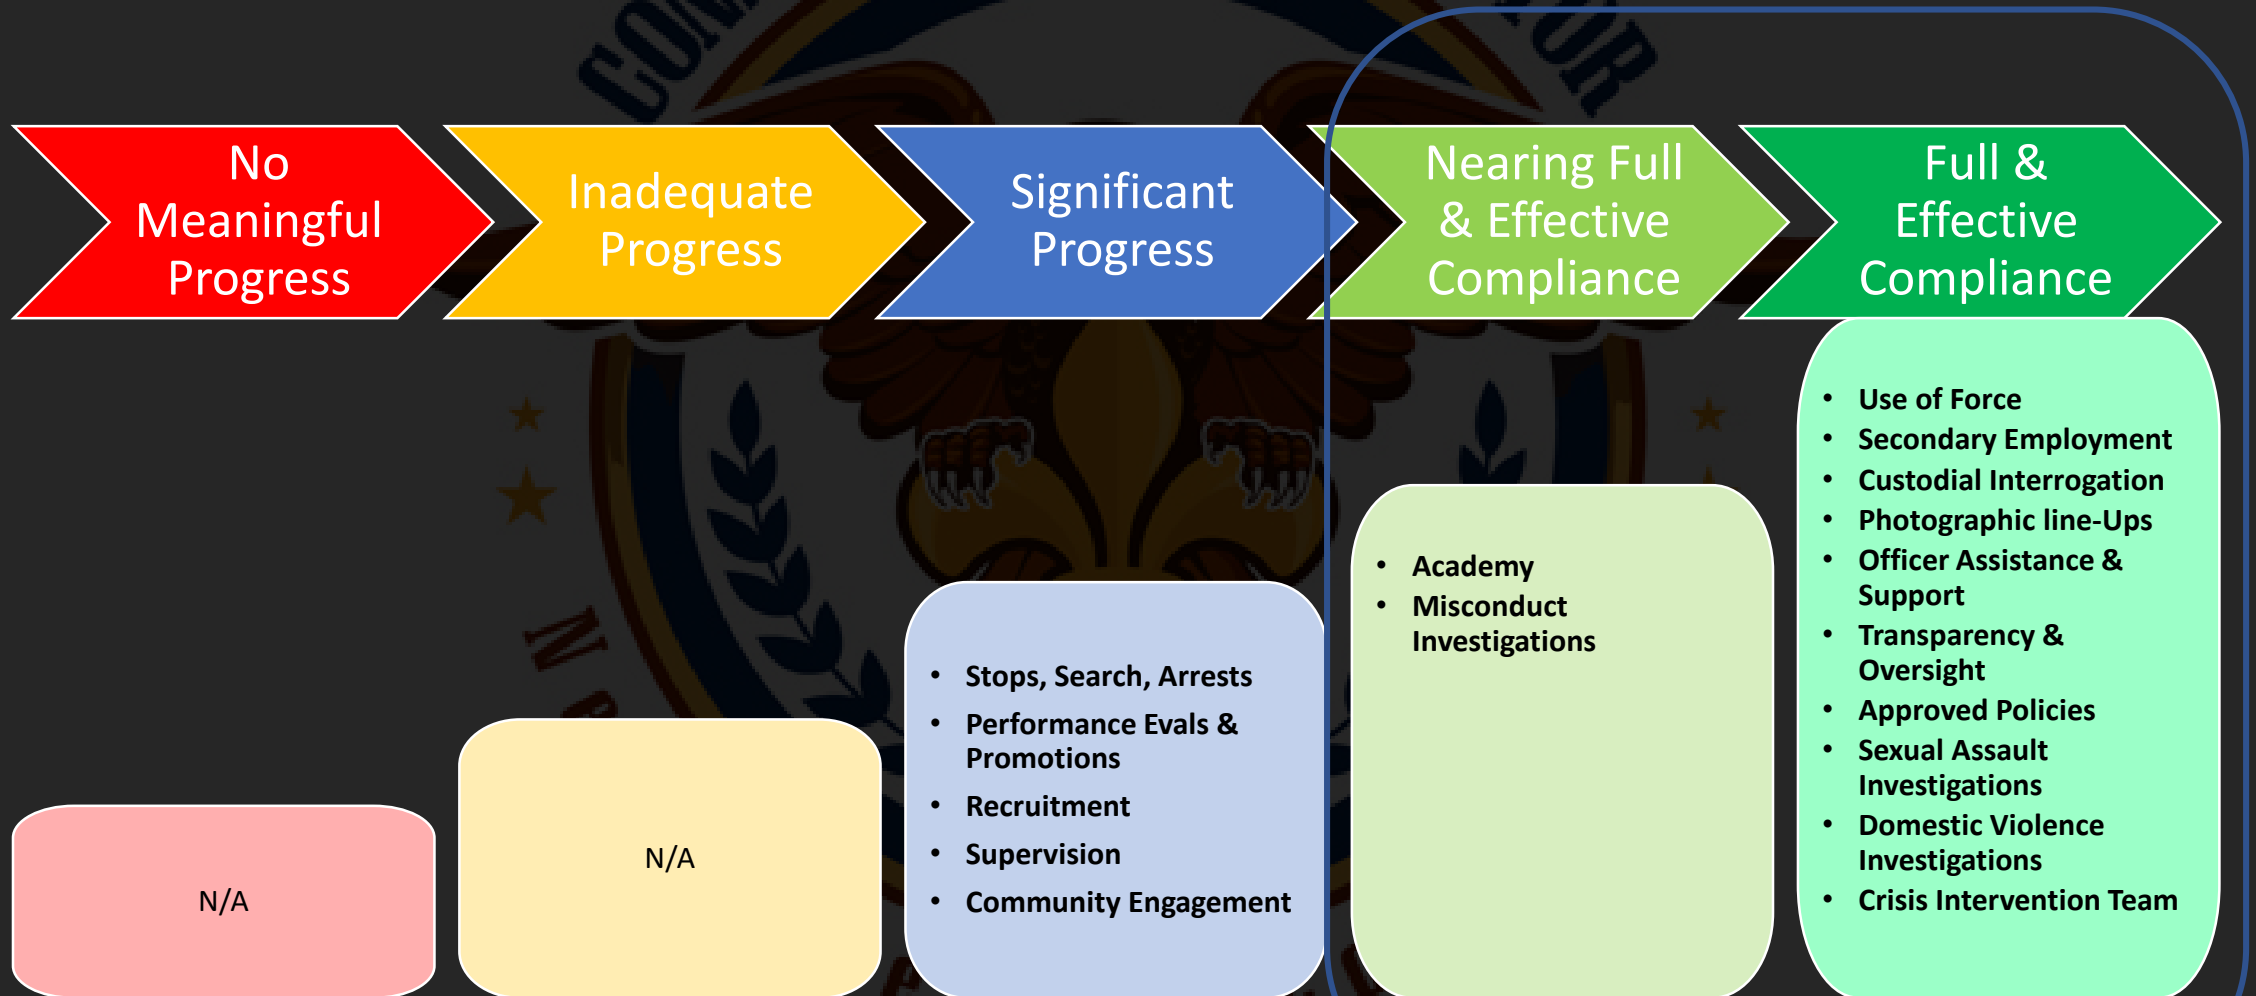 No
Meaningful
Progress
Inadequate
Progress
Significant
Progress
Nearing Full
& Effective
Compliance
Full &
Effective
Compliance
N/A
N/A
• Stops, Search, Arrests
• Performance Evals &
Promotions
• Recruitment
• Supervision
• Community Engagement
• Academy
• Misconduct
Investigations
• Use of Force
• Secondary Employment
• Custodial Interrogation
• Photographic line-Ups
• Officer Assistance &
Support
• Transparency &
Oversight
• Approved Policies
• Sexual Assault
Investigations
• Domestic Violence
Investigations
• Crisis Intervention Team